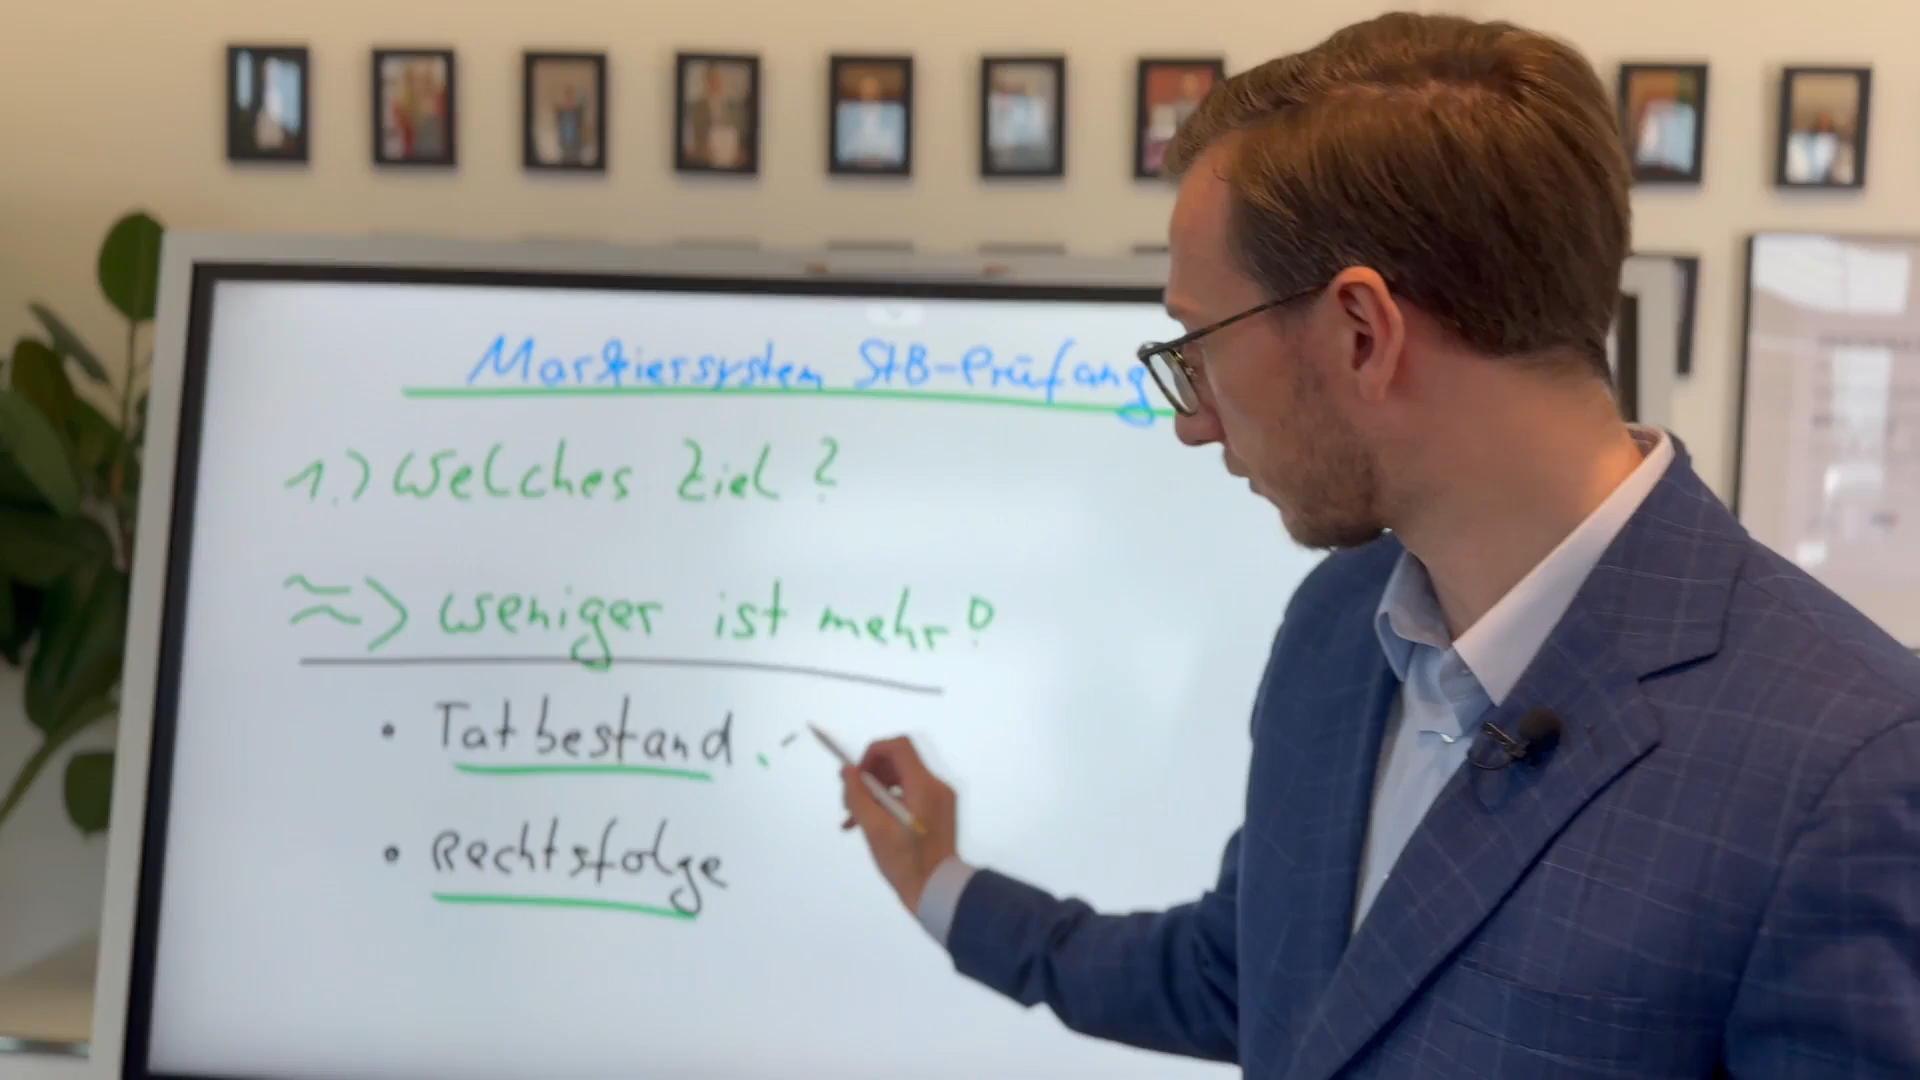 Markiersystem StB-Prüfung
1.) Welches Ziel?
=> weniger ist mehr!
• Tatbestand
• Rechtsfolge